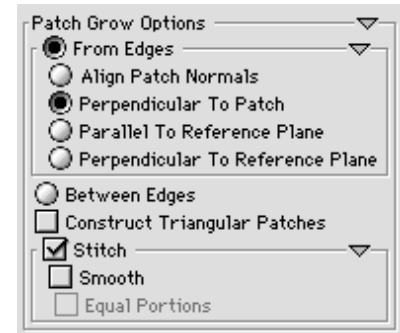 Patch Grow Options
From Edges
Align Patch Normals
Perpendicular To Patch
Parallel To Reference Plane
Perpendicular To Reference Plane
Between Edges
Construct Triangular Patches
Stitch
Smooth
Equal Portions